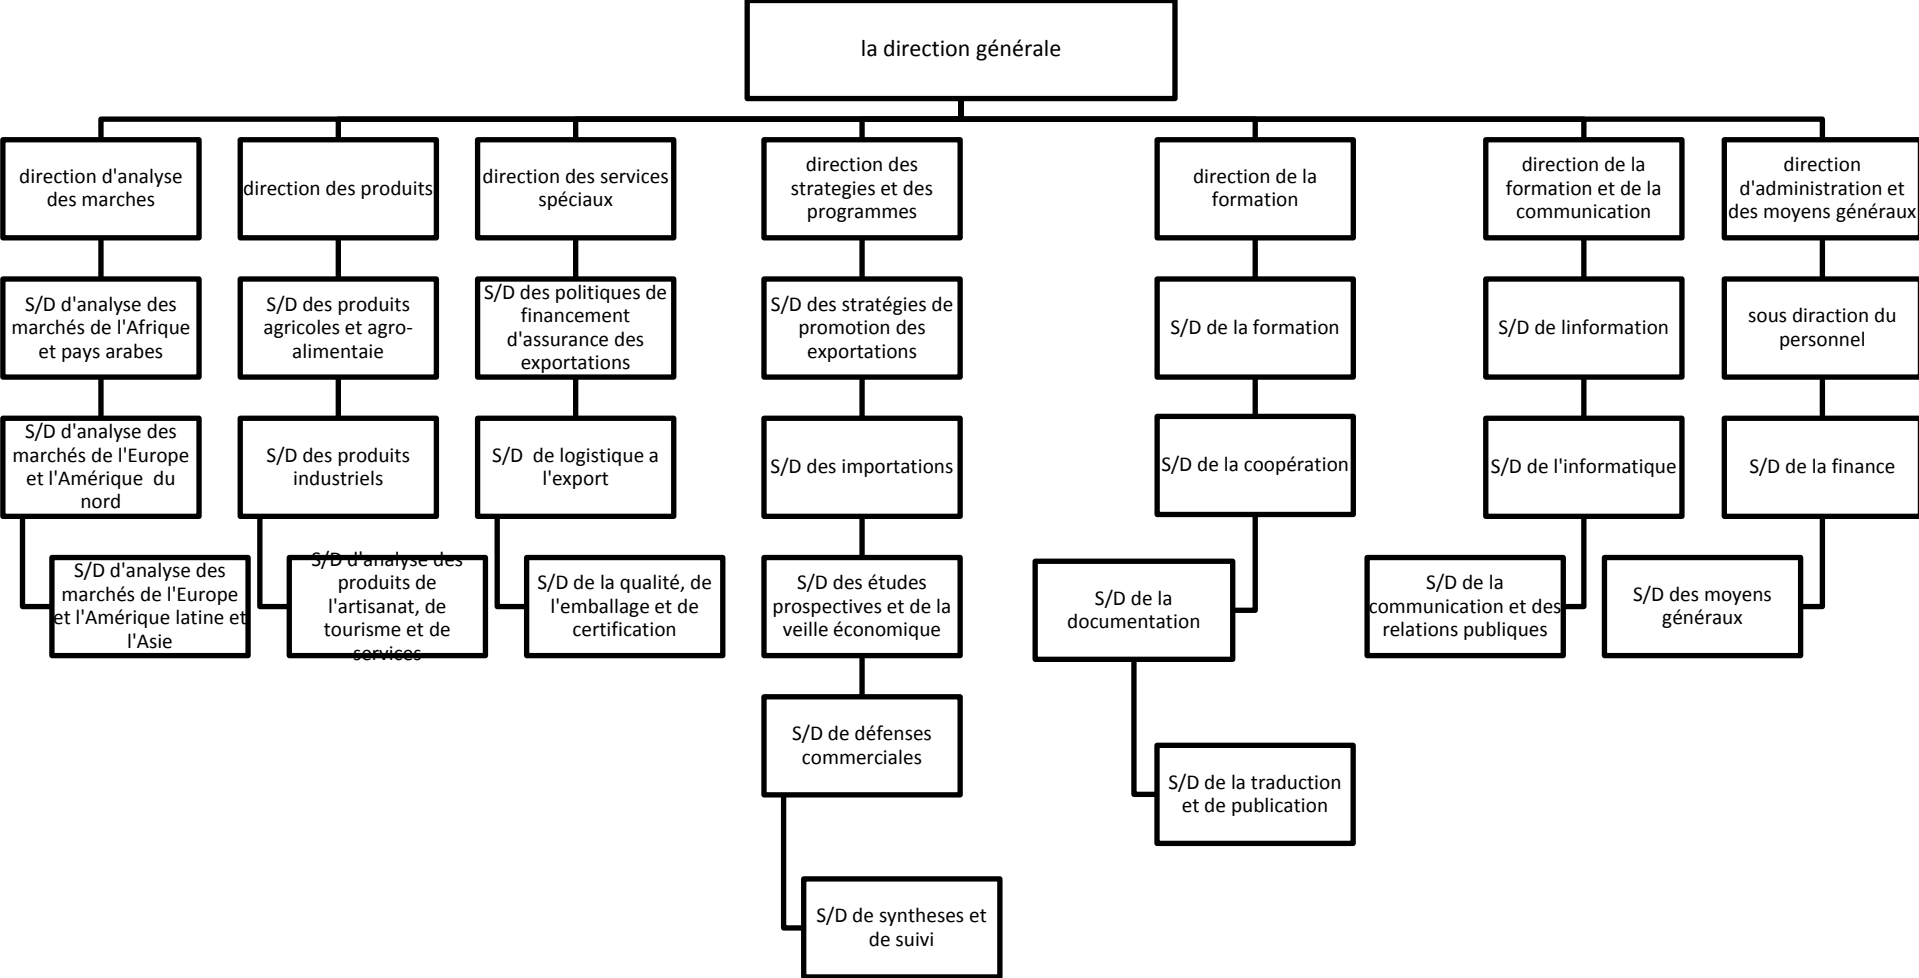 la direction générale
direction d'analyse
des marches
direction des produits
direction des services
spéciaux
direction des
strategies et des
programmes
direction de la
formation
direction de la
formation et de la
communication
direction
d'administration et
des moyens généraux
S/D d'analyse des
marchés de l'Afrique
et pays arabes
S/D des produits
agricoles et agro-
alimentaie
S/D des politiques de
financement
d'assurance des
exportations
S/D des stratégies de
promotion des
exportations
S/D de la formation
S/D de linformation
sous diraction du
personnel
S/D d'analyse des
marchés de l'Europe
et l'Amérique du
nord
S/D des produits
industriels
S/D de logistique a
l'export
S/D des importations
S/D de la coopération
S/D de l'informatique
S/D de la finance
S/D d'analyse des
marchés de l'Europe
et l'Amérique latine et
l'Asie
S/D d'analyse des
produits de
l'artisanat, de
tourisme et de
services
S/D de la qualité, de
l'emballage et de
certification
S/D des études
prospectives et de la
veille économique
S/D de la
documentation
S/D de la
communication et des
relations publiques
S/D des moyens
généraux
S/D de défenses
commerciales
S/D de la traduction
et de publication
S/D de syntheses et
de suivi